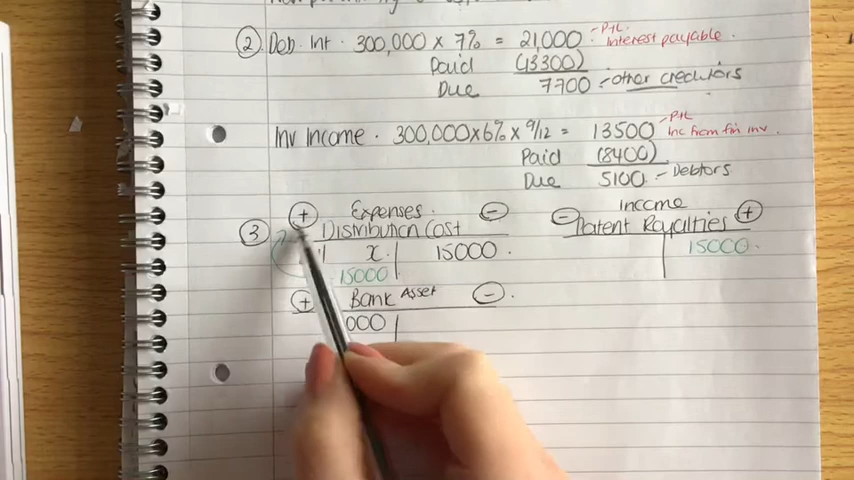 ② Deb. Int . 300,000 x 7% = 21,000 - P+L Interest payable.
Paid (13300)
Due 7700 - other creditors
Inv Income . 300,000 x 6% x 9/12 = 13500 - P+L Inc from fin inv.
Paid (8400)
Due 5100 - Debtors
③ + Expenses. - income
Distribution Cost - Patent Royalties +
x 15000 . 15000 .
15000
+ Bank Asset - .
000